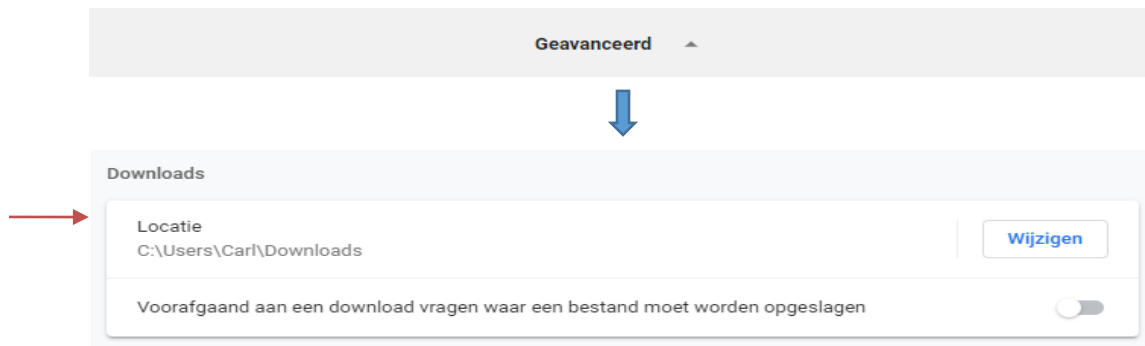 Geavanceerd
Downloads
Locatie
C:\Users\Carl\Downloads
Wijzigen
Voorafgaand aan een download vragen waar een bestand moet worden opgeslagen